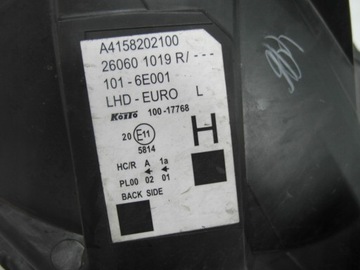 A4158202100
26060 1019 R/---
101 - 6E001
LHD - EURO L
Koito 100-17768
20 E11 H
5814
HC/R A 1a
← ←
PL00 02 01
BACK SIDE